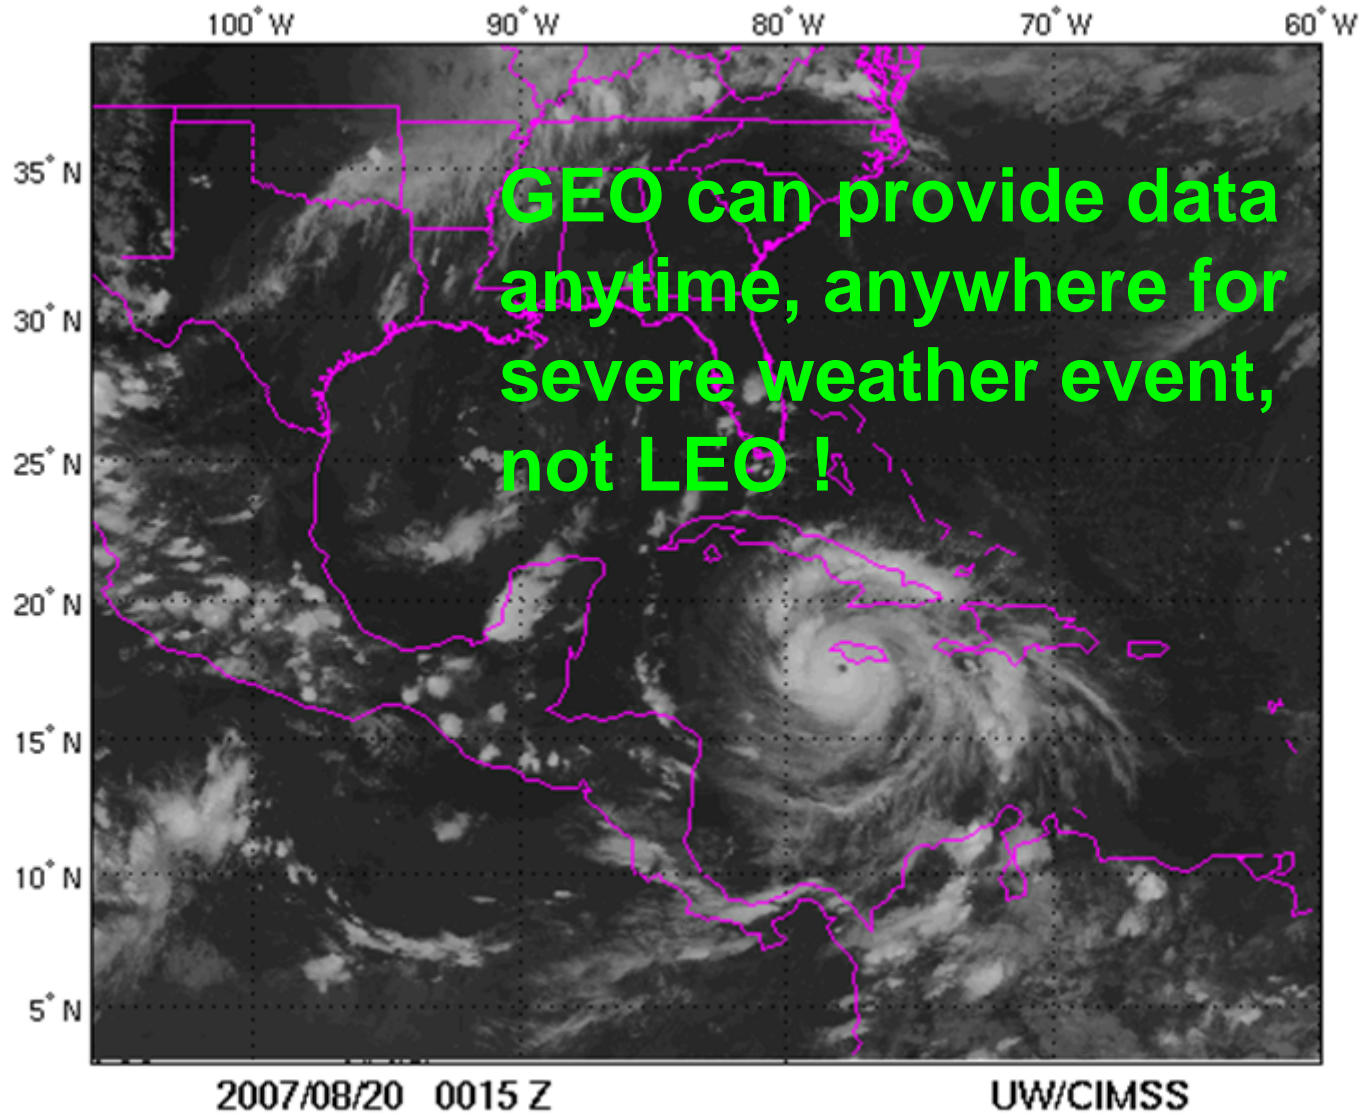 100° W 90° W 80° W 70° W 60° W
35° N
30° N
25° N
20° N
15° N
10° N
5° N
GEO can provide data
anytime, anywhere for
severe weather event,
not LEO !
2007/08/20 0015 Z UW/CIMSS